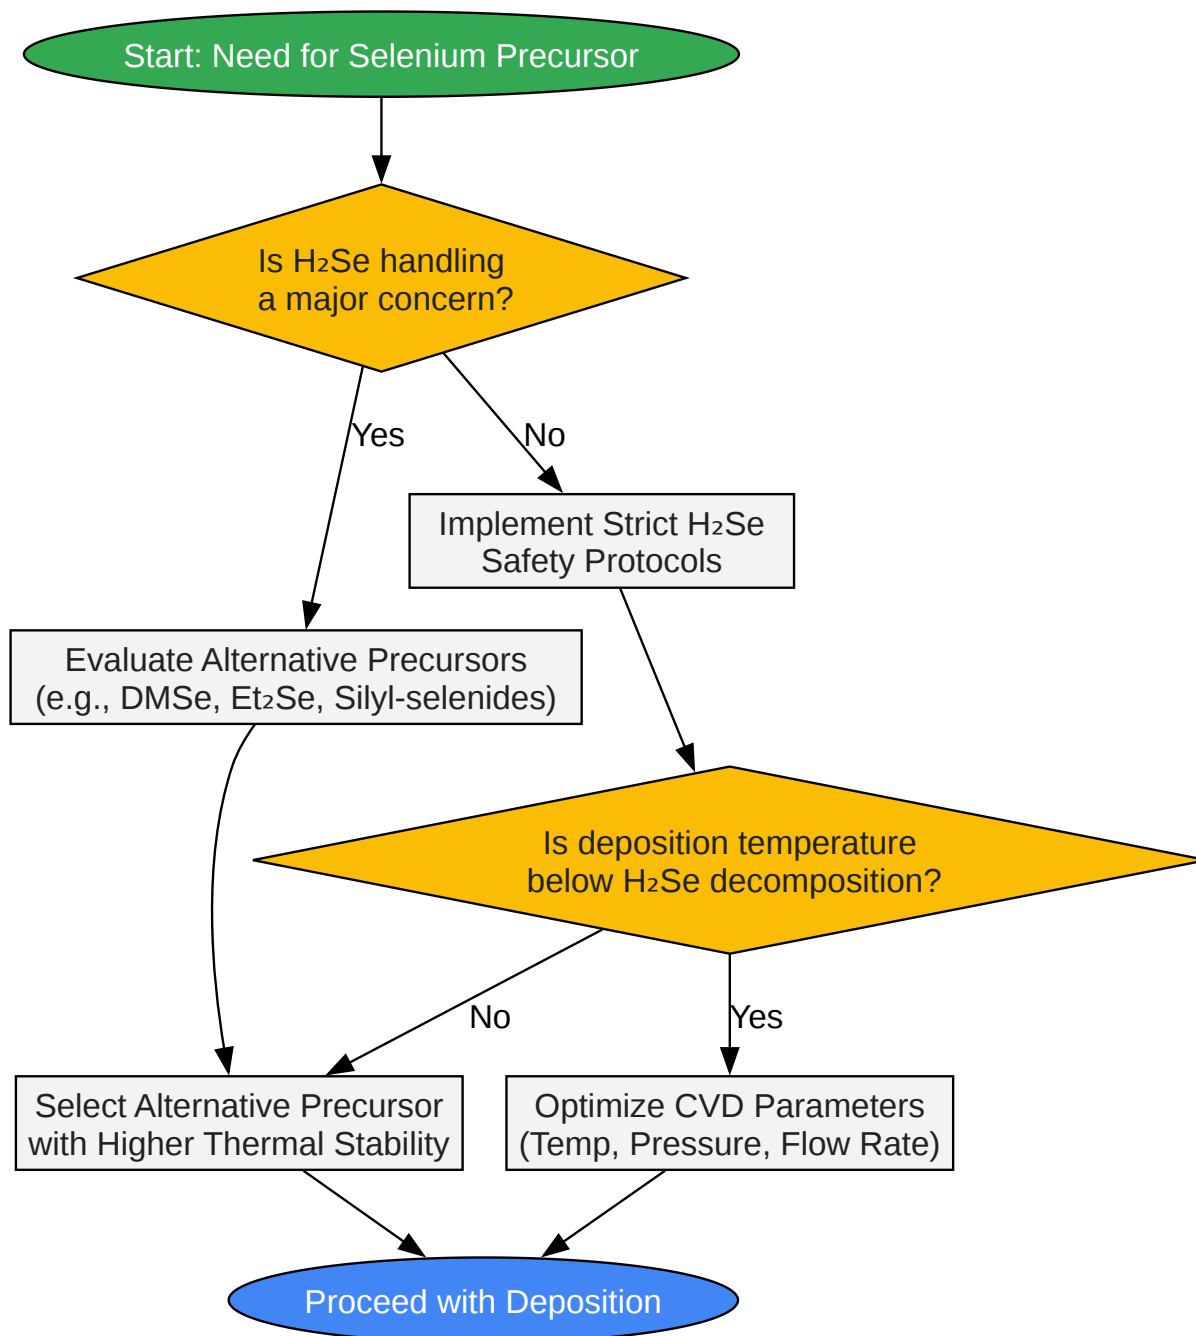 Start: Need for Selenium Precursor
Is H₂Se handling
a major concern?
Yes
No
Implement Strict H₂Se
Safety Protocols
Evaluate Alternative Precursors
(e.g., DMSe, Et₂Se, Silyl-selenides)
Is deposition temperature
below H₂Se decomposition?
No
Yes
Select Alternative Precursor
with Higher Thermal Stability
Optimize CVD Parameters
(Temp, Pressure, Flow Rate)
Proceed with Deposition